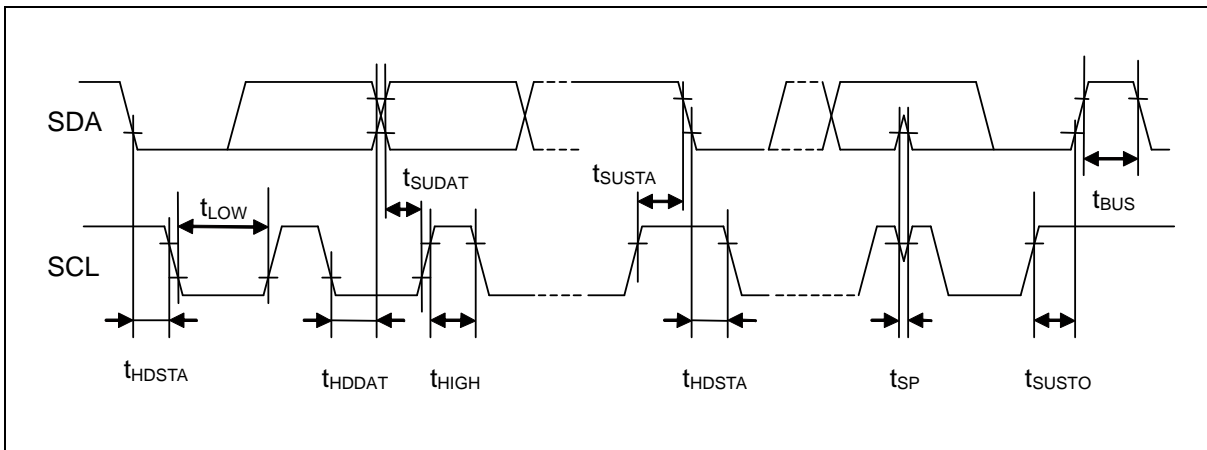 SDA
tSUDAT
tSUSTA
tBUS
tLOW
SCL
tHDSTA
tHDDAT
tHIGH
tHDSTA
tSP
tSUSTO